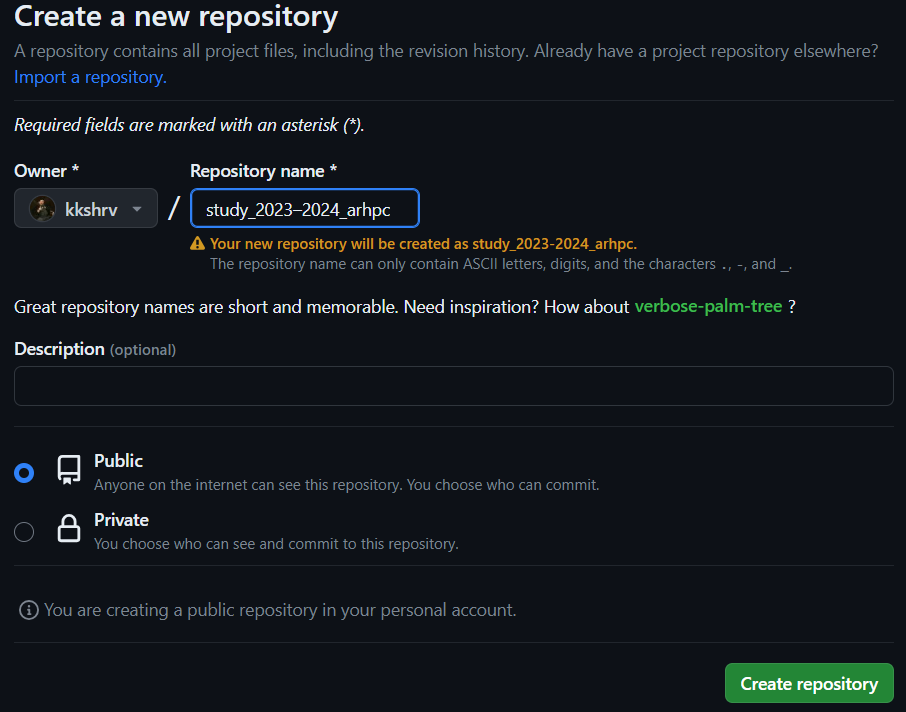 Create a new repository
A repository contains all project files, including the revision history. Already have a project repository elsewhere?
Import a repository.
Required fields are marked with an asterisk (*).
Owner * Repository name *
kkshrv / study_2023–2024_arhpc
Your new repository will be created as study_2023-2024_arhpc.
The repository name can only contain ASCII letters, digits, and the characters ., -, and _.
Great repository names are short and memorable. Need inspiration? How about verbose-palm-tree ?
Description (optional)
Public
Anyone on the internet can see this repository. You choose who can commit.
Private
You choose who can see and commit to this repository.
You are creating a public repository in your personal account.
Create repository